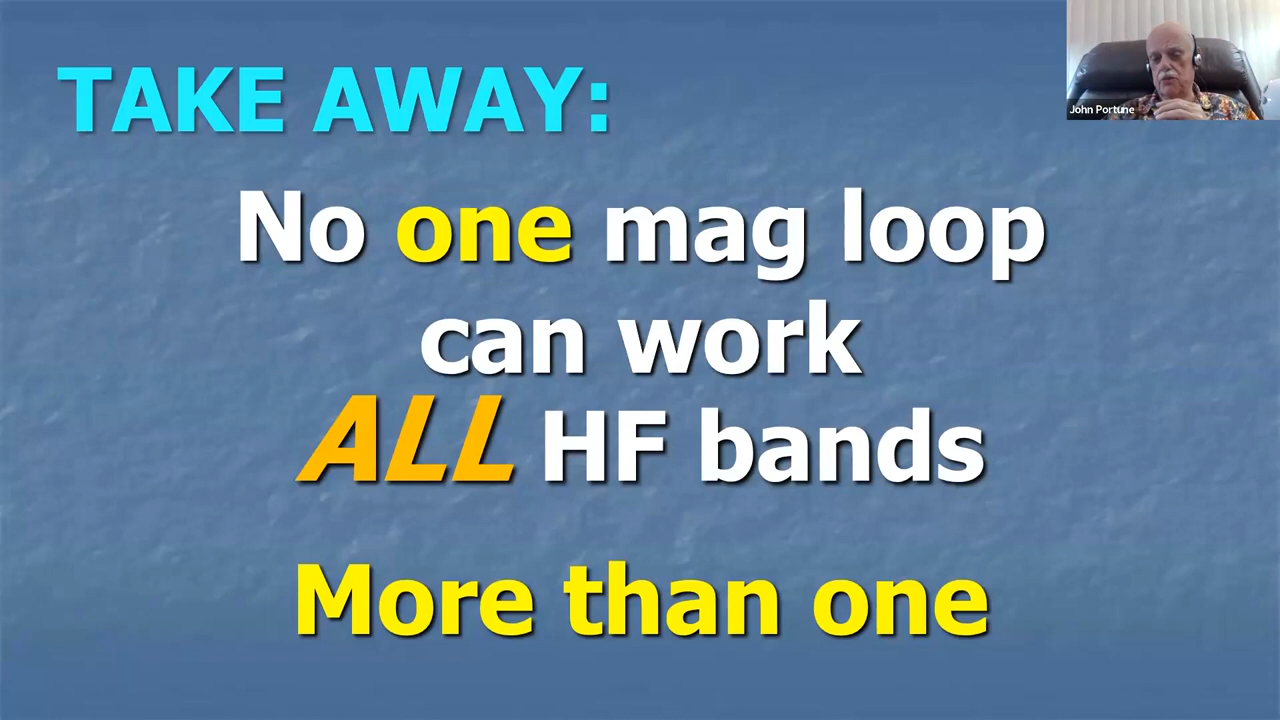 TAKE AWAY:
John Portune
No one mag loop
can work
ALL HF bands
More than one